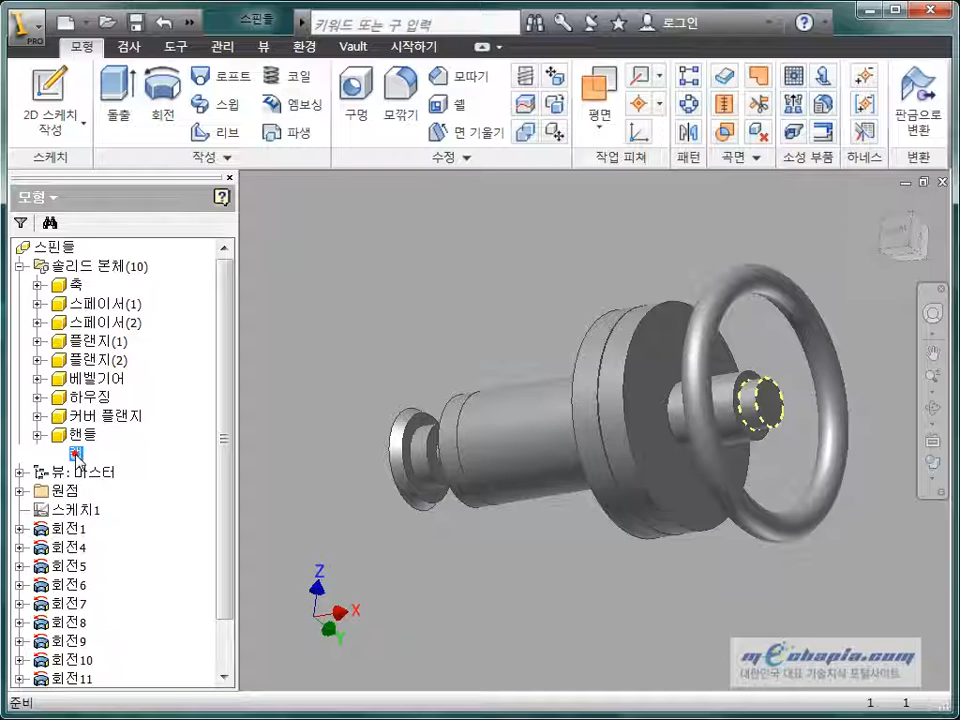 PRO
스핀들
키워드 또는 구 입력
로그인
모형 검사 도구 관리 뷰 환경 Vault 시작하기
2D 스케치
작성
돌출
회전
로프트
스윕
리브
코일
엠보싱
파생
구멍
모깎기
모따기
쉘
면 기울기
평면
판금으로
변환
스케치 작성 수정 작업 피쳐 패턴 곡면 소성 부품 하네스 변환
모형
스핀들
솔리드 본체(10)
축
스페이서(1)
스페이서(2)
플랜지(1)
플랜지(2)
베벨기어
하우징
커버 플랜지
핸들
뷰: 마스터
원점
스케치1
회전1
회전4
회전5
회전6
회전7
회전8
회전9
회전10
회전11
Z
X
Y
mechapia.com
대한민국 대표 기술지식 포털사이트
준비
1 1